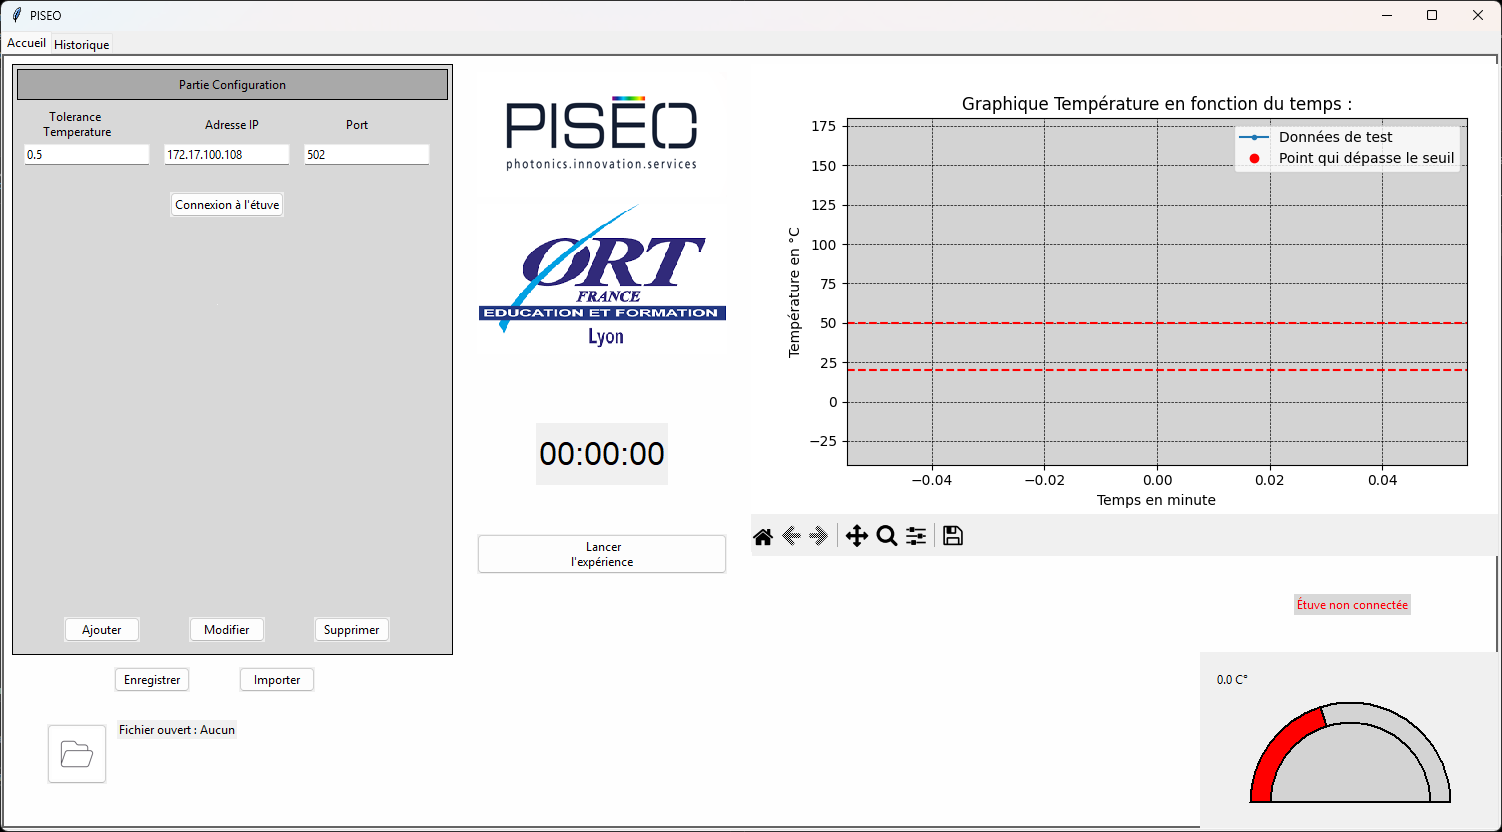 PISEO
Accueil
Historique
Partie Configuration
Tolerance
Temperature
Adresse IP
Port
0.5
172.17.100.108
502
Connexion à l'étuve
Ajouter
Modifier
Supprimer
Enregistrer
Importer
Fichier ouvert : Aucun
PISEO
photonics.innovation.services
ORT
FRANCE
EDUCATION ET FORMATION
Lyon
00:00:00
Lancer
l'expérience
Graphique Température en fonction du temps :
Données de test
Point qui dépasse le seuil
Température en °C
175
150
125
100
75
50
25
0
−25
−0.04
−0.02
0.00
0.02
0.04
Temps en minute
Étuve non connectée
0.0 C°